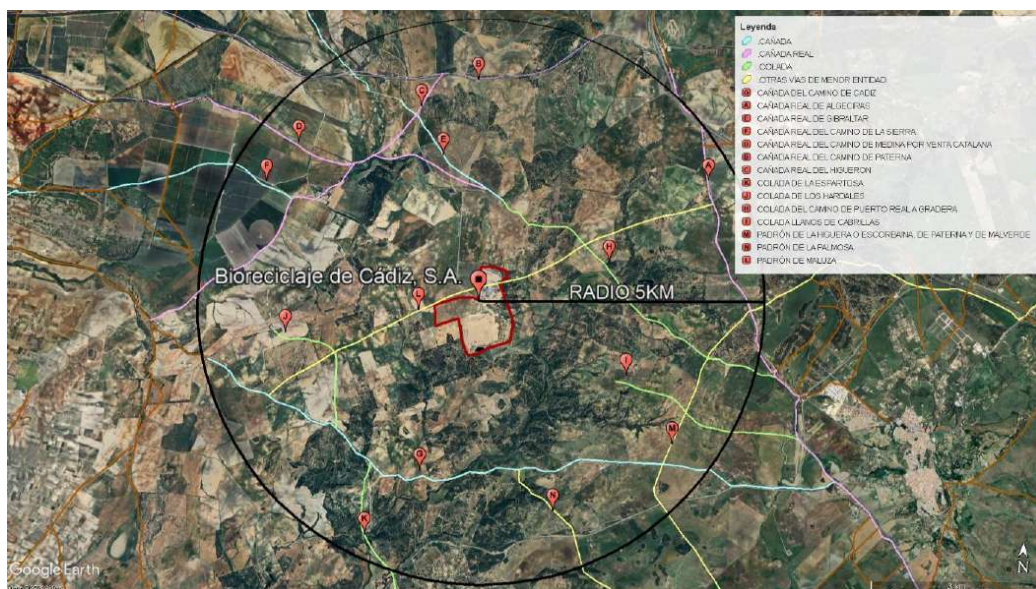 Leyenda
.CAÑADA
.CAÑADA REAL
.COLADA
.OTRAS VÍAS DE MENOR ENTIDAD
G CAÑADA DEL CAMINO DE CADIZ
A CAÑADA REAL DE ALGECIRAS
CAÑADA REAL DE GIBRALTAR
CAÑADA REAL DEL CAMINO DE LA SIERRA
CAÑADA REAL DEL CAMINO DE MEDINA POR VENTA CATALANA
CAÑADA REAL DEL CAMINO DE PATERNA
CAÑADA REAL DEL HIGUERON
K COLADA DE LA ESPARTOSA
J COLADA DE LOS HARDALES
H COLADA DEL CAMINO DE PUERTO REAL A GRADERA
I COLADA LLANOS DE CABRILLAS
M PADRÓN DE LA HIGUERA O ESCORBAINA, DE PATERNA Y DE MALVERDE
N PADRÓN DE LA PALMOSA
L PADRÓN DE MALUZA
B
C
D
E
F
A
H
Bioreciclaje de Cádiz, S.A.
RADIO 5KM
L
J
I
M
G
N
K
Google Earth
N
3 km